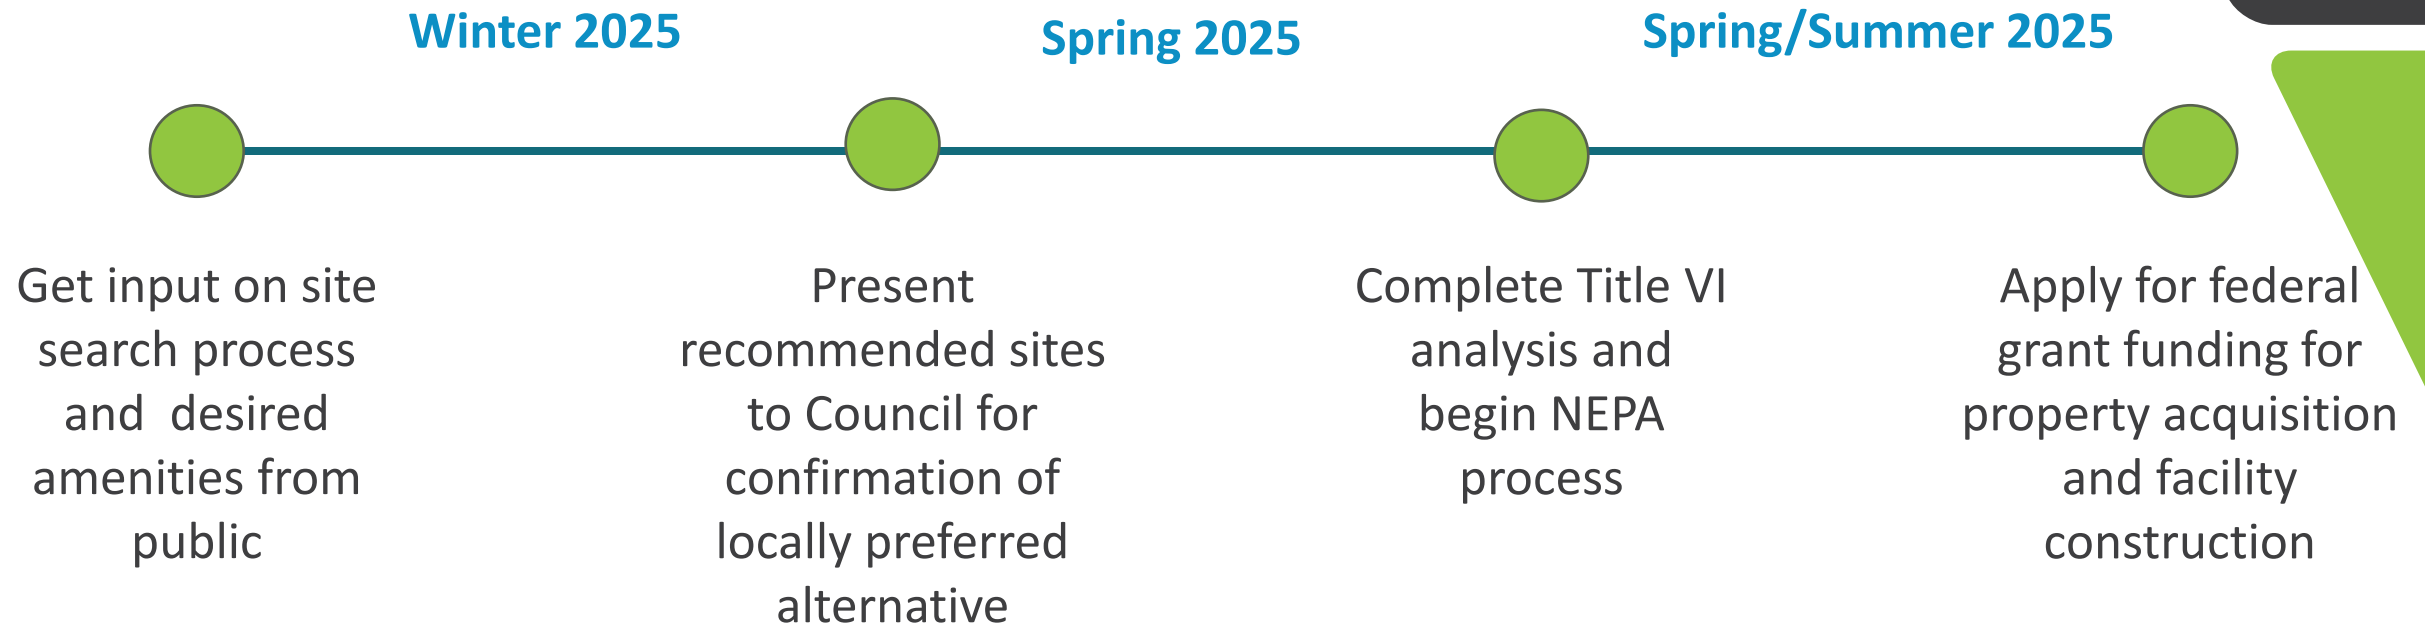 Winter 2025
Spring 2025
Spring/Summer 2025
Get input on site
search process
and  desired
amenities from
public
Present
recommended sites
to Council for
confirmation of
locally preferred
alternative
Complete Title VI
analysis and
begin NEPA
process
Apply for federal
grant funding for
property acquisition
and facility
construction